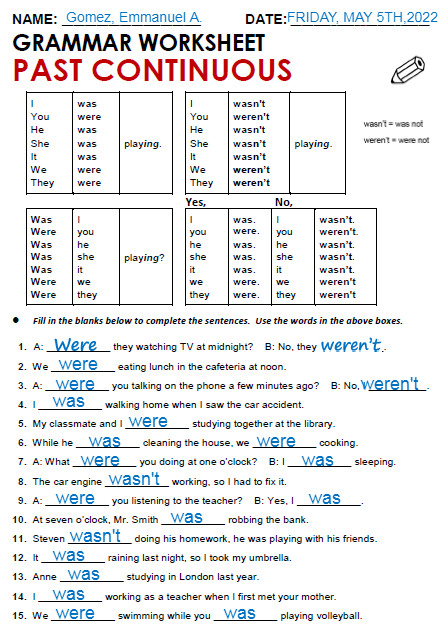 NAME: Gomez, Emmanuel A. DATE: FRIDAY, MAY 5TH,2022
GRAMMAR WORKSHEET
PAST CONTINUOUS
I was
You were
He was
She was playing.
It was
We were
They were
I wasn't
You weren't
He wasn't
She wasn't playing.
It wasn't
We weren't
They weren't
wasn't = was not
weren't = were not
Was I
Were you
Was he
Was she playing?
Was it
Were we
Were they
Yes, No,
I was. I wasn't.
you were. you weren't.
he was. he wasn't.
she was. she wasn't.
it was. it wasn't.
we were. we weren't
they were. they weren't
● Fill in the blanks below to complete the sentences. Use the words in the above boxes.
1. A: Were they watching TV at midnight? B: No, they weren't.
2. We were eating lunch in the cafeteria at noon.
3. A: were you talking on the phone a few minutes ago? B: No, weren't.
4. I was walking home when I saw the car accident.
5. My classmate and I were studying together at the library.
6. While he was cleaning the house, we were cooking.
7. A: What were you doing at one o'clock? B: I was sleeping.
8. The car engine wasn't working, so I had to fix it.
9. A: were you listening to the teacher? B: Yes, I was.
10. At seven o'clock, Mr. Smith was robbing the bank.
11. Steven wasn't doing his homework, he was playing with his friends.
12. It was raining last night, so I took my umbrella.
13. Anne was studying in London last year.
14. I was working as a teacher when I first met your mother.
15. We were swimming while you was playing volleyball.